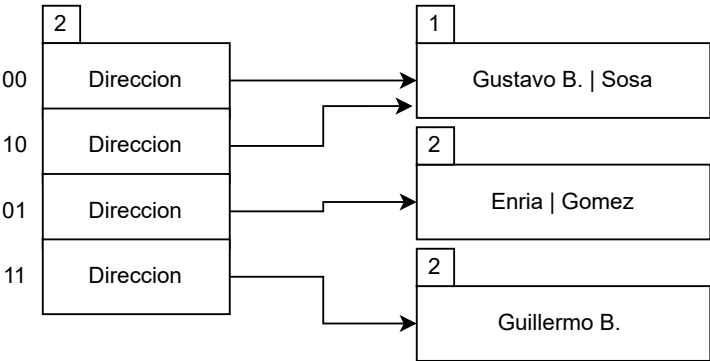 2
1
00
Direccion
Gustavo B. | Sosa
10
Direccion
2
01
Direccion
Enria | Gomez
11
Direccion
2
Guillermo B.